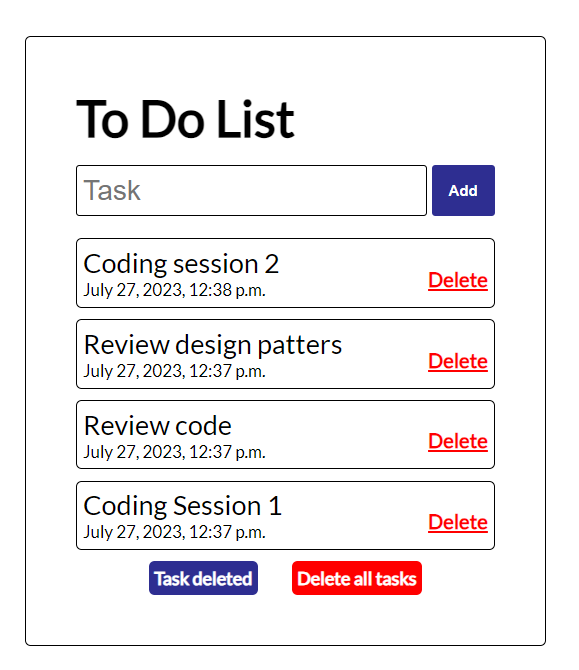 To Do List
Task
Add
Coding session 2
July 27, 2023, 12:38 p.m.
Delete
Review design patters
July 27, 2023, 12:37 p.m.
Delete
Review code
July 27, 2023, 12:37 p.m.
Delete
Coding Session 1
July 27, 2023, 12:37 p.m.
Delete
Task deleted
Delete all tasks